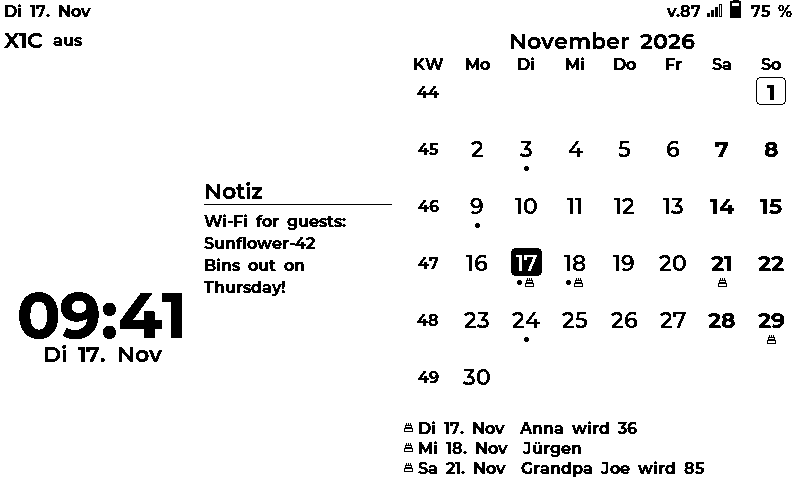 Di 17. Nov
v.87 75 %
X1C aus
November 2026
KW Mo Di Mi Do Fr Sa So
44 1
45 2 3 4 5 6 7 8
46 9 10 11 12 13 14 15
47 16 17 18 19 20 21 22
48 23 24 25 26 27 28 29
49 30
Notiz
Wi-Fi for guests:
Sunflower-42
Bins out on
Thursday!
09:41
Di 17. Nov
Di 17. Nov Anna wird 36
Mi 18. Nov Jürgen
Sa 21. Nov Grandpa Joe wird 85